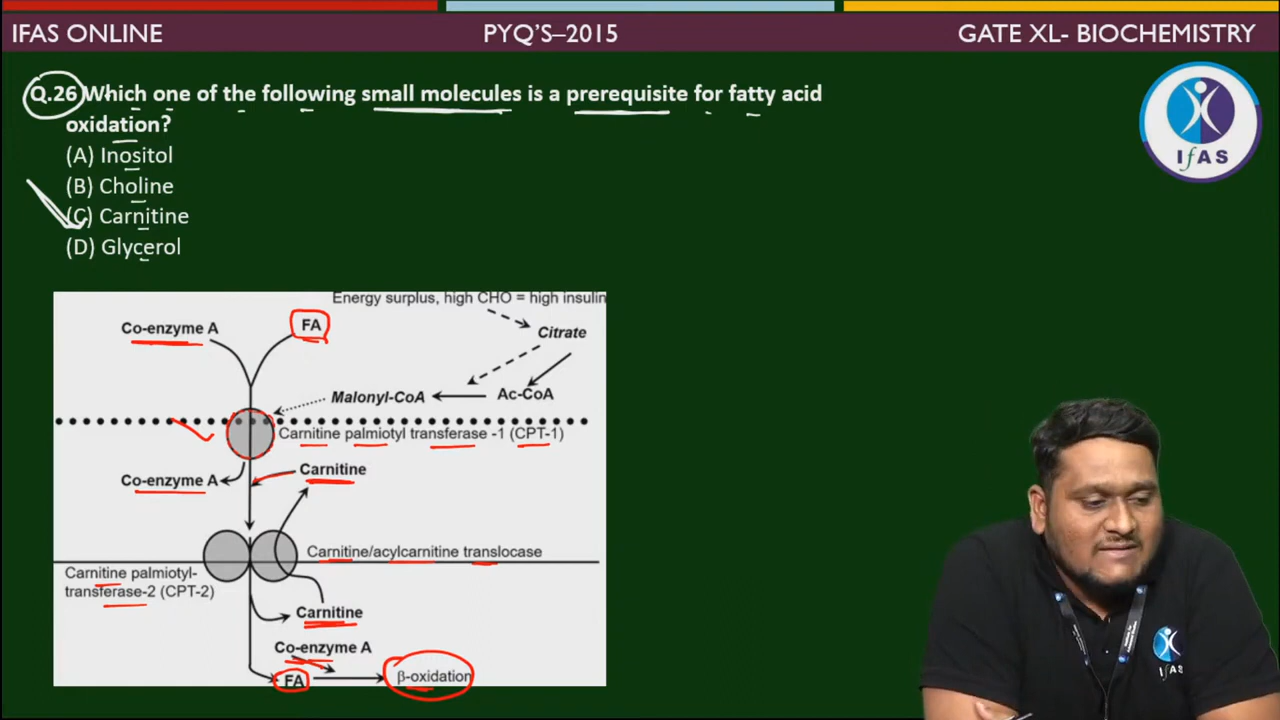 IFAS ONLINE
PYQ'S–2015
GATE XL- BIOCHEMISTRY
Q.26 Which one of the following small molecules is a prerequisite for fatty acid
oxidation?
(A) Inositol
(B) Choline
(C) Carnitine
(D) Glycerol
IfAS
Energy surplus, high CHO = high insulin
Co-enzyme A
FA
Citrate
Malonyl-CoA
Ac-CoA
Carnitine palmiotyl transferase -1 (CPT-1)
Co-enzyme A
Carnitine
Carnitine/acylcarnitine translocase
Carnitine palmiotyl-
transferase-2 (CPT-2)
Carnitine
Co-enzyme A
FA
β-oxidation
IfAS